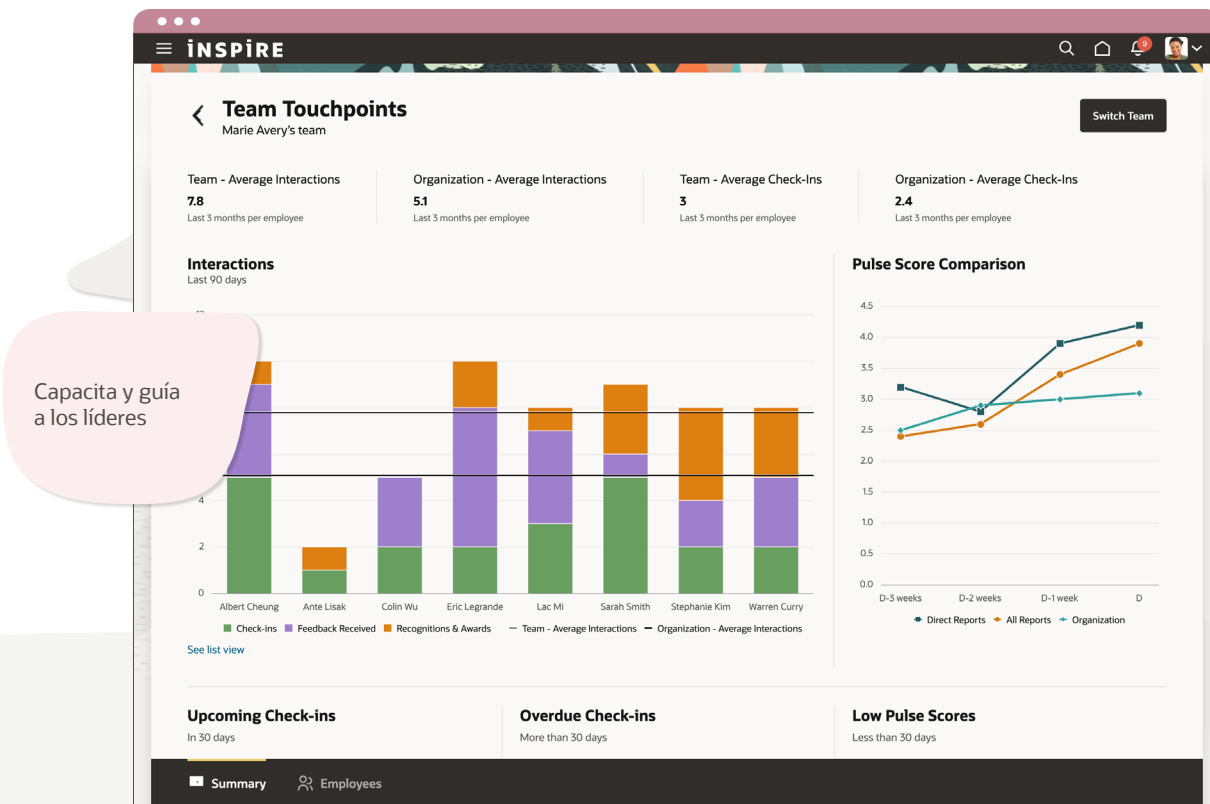 iNSPiRE
9
Team Touchpoints
Marie Avery's team
Switch Team
Team - Average Interactions
7.8
Last 3 months per employee
Organization - Average Interactions
5.1
Last 3 months per employee
Team - Average Check-Ins
3
Last 3 months per employee
Organization - Average Check-Ins
2.4
Last 3 months per employee
Interactions
Last 90 days
Capacita y guía
a los líderes
4
2
0
Albert Cheung
Ante Lisak
Colin Wu
Eric Legrande
Lac Mi
Sarah Smith
Stephanie Kim
Warren Curry
Check-ins
Feedback Received
Recognitions & Awards
Team - Average Interactions
Organization - Average Interactions
See list view
Pulse Score Comparison
4.5
4.0
3.5
3.0
2.5
2.0
1.5
1.0
0.5
0.0
D-3 weeks
D-2 weeks
D-1 week
D
Direct Reports
All Reports
Organization
Upcoming Check-ins
In 30 days
Overdue Check-ins
More than 30 days
Low Pulse Scores
Less than 30 days
Summary
Employees